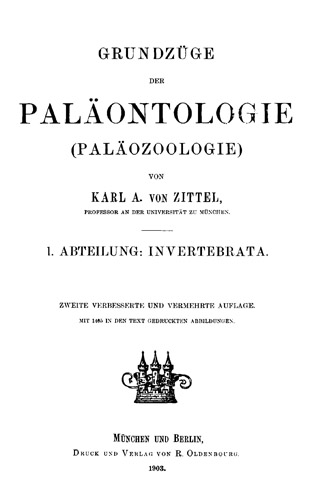 GRUNDZÜGE
DER
PALÄONTOLOGIE
(PALÄOZOOLOGIE)
VON
KARL A. VON ZITTEL,
PROFESSOR AN DER UNIVERSITÄT ZU MÜNCHEN.
1. ABTEILUNG: INVERTEBRATA.
ZWEITE VERBESSERTE UND VERMEHRTE AUFLAGE.
MIT 1405 IN DEN TEXT GEDRUCKTEN ABBILDUNGEN.
MÜNCHEN UND BERLIN,
DRUCK UND VERLAG VON R. OLDENBOURG.
1903.